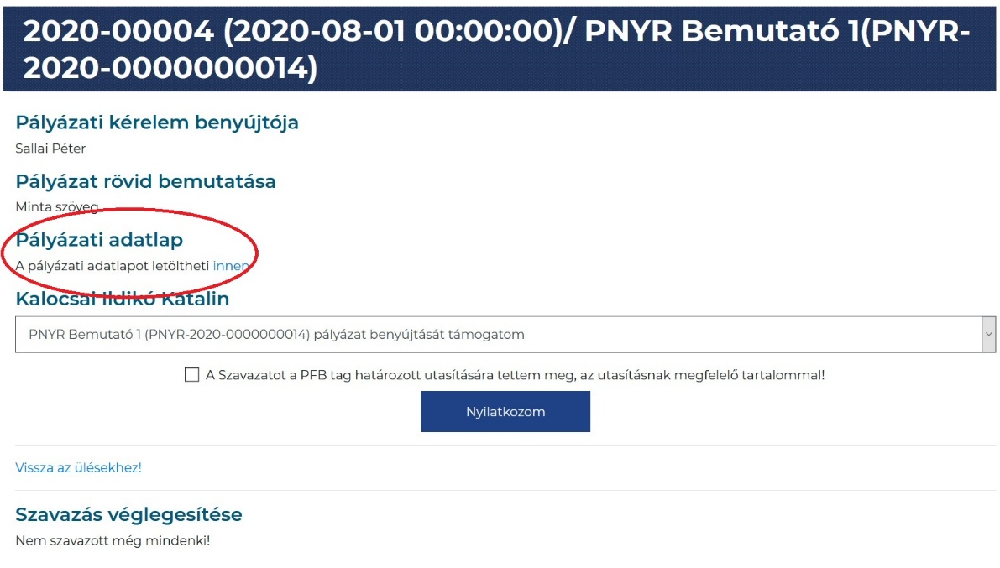 2020-00004 (2020-08-01 00:00:00)/ PNYR Bemutató 1(PNYR-
2020-0000000014)
Pályázati kérelem benyújtója
Sallai Péter
Pályázat rövid bemutatása
Minta szöveg
Pályázati adatlap
A pályázati adatlapot letöltheti innen
Kalocsai Ildikó Katalin
PNYR Bemutató 1 (PNYR-2020-0000000014) pályázat benyújtását támogatom
A Szavazatot a PFB tag határozott utasítására tettem meg, az utasításnak megfelelő tartalommal!
Nyilatkozom
Vissza az ülésekhez!
Szavazás véglegesítése
Nem szavazott még mindenki!